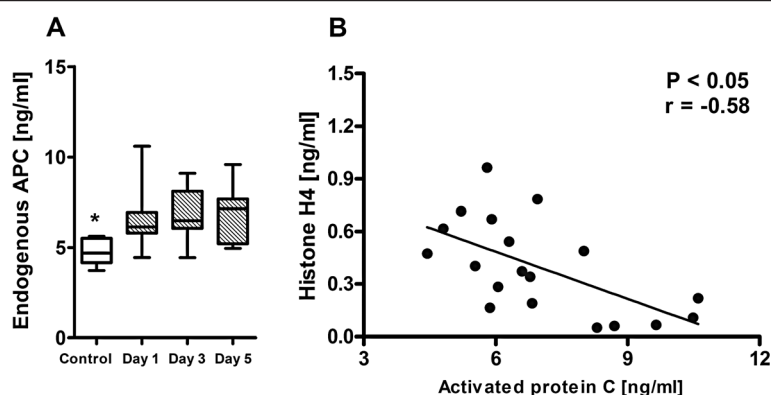 A
Endogenous APC [ng/ml]
15
10
5
0
*
Control Day 1 Day 3 Day 5
B
Histone H4 [ng/ml]
1.5
1.2
0.9
0.6
0.3
0.0
P < 0.05
r = -0.58
3 6 9 12
Activated protein C [ng/ml]